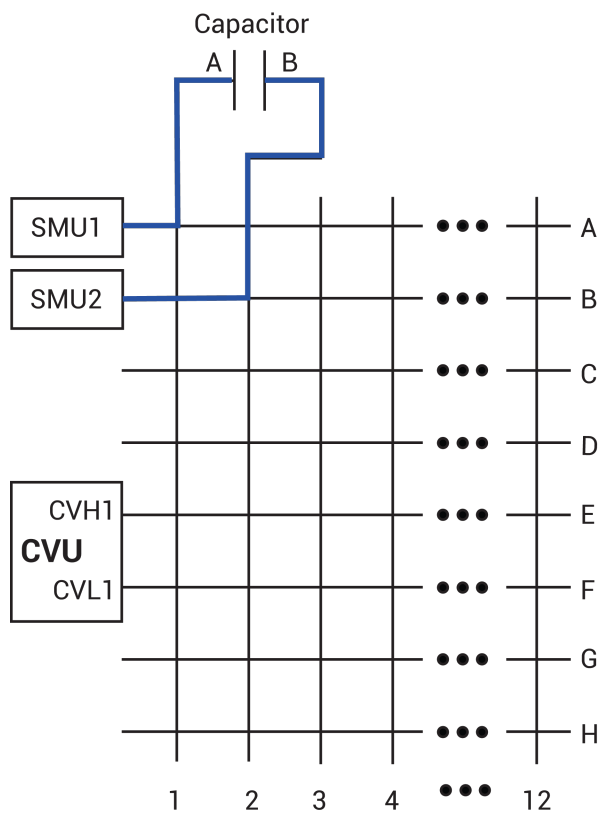 Capacitor
A B
SMU1 A
SMU2 B
C
D
CVH1 E
CVU
CVL1 F
G
H
1 2 3 4 12